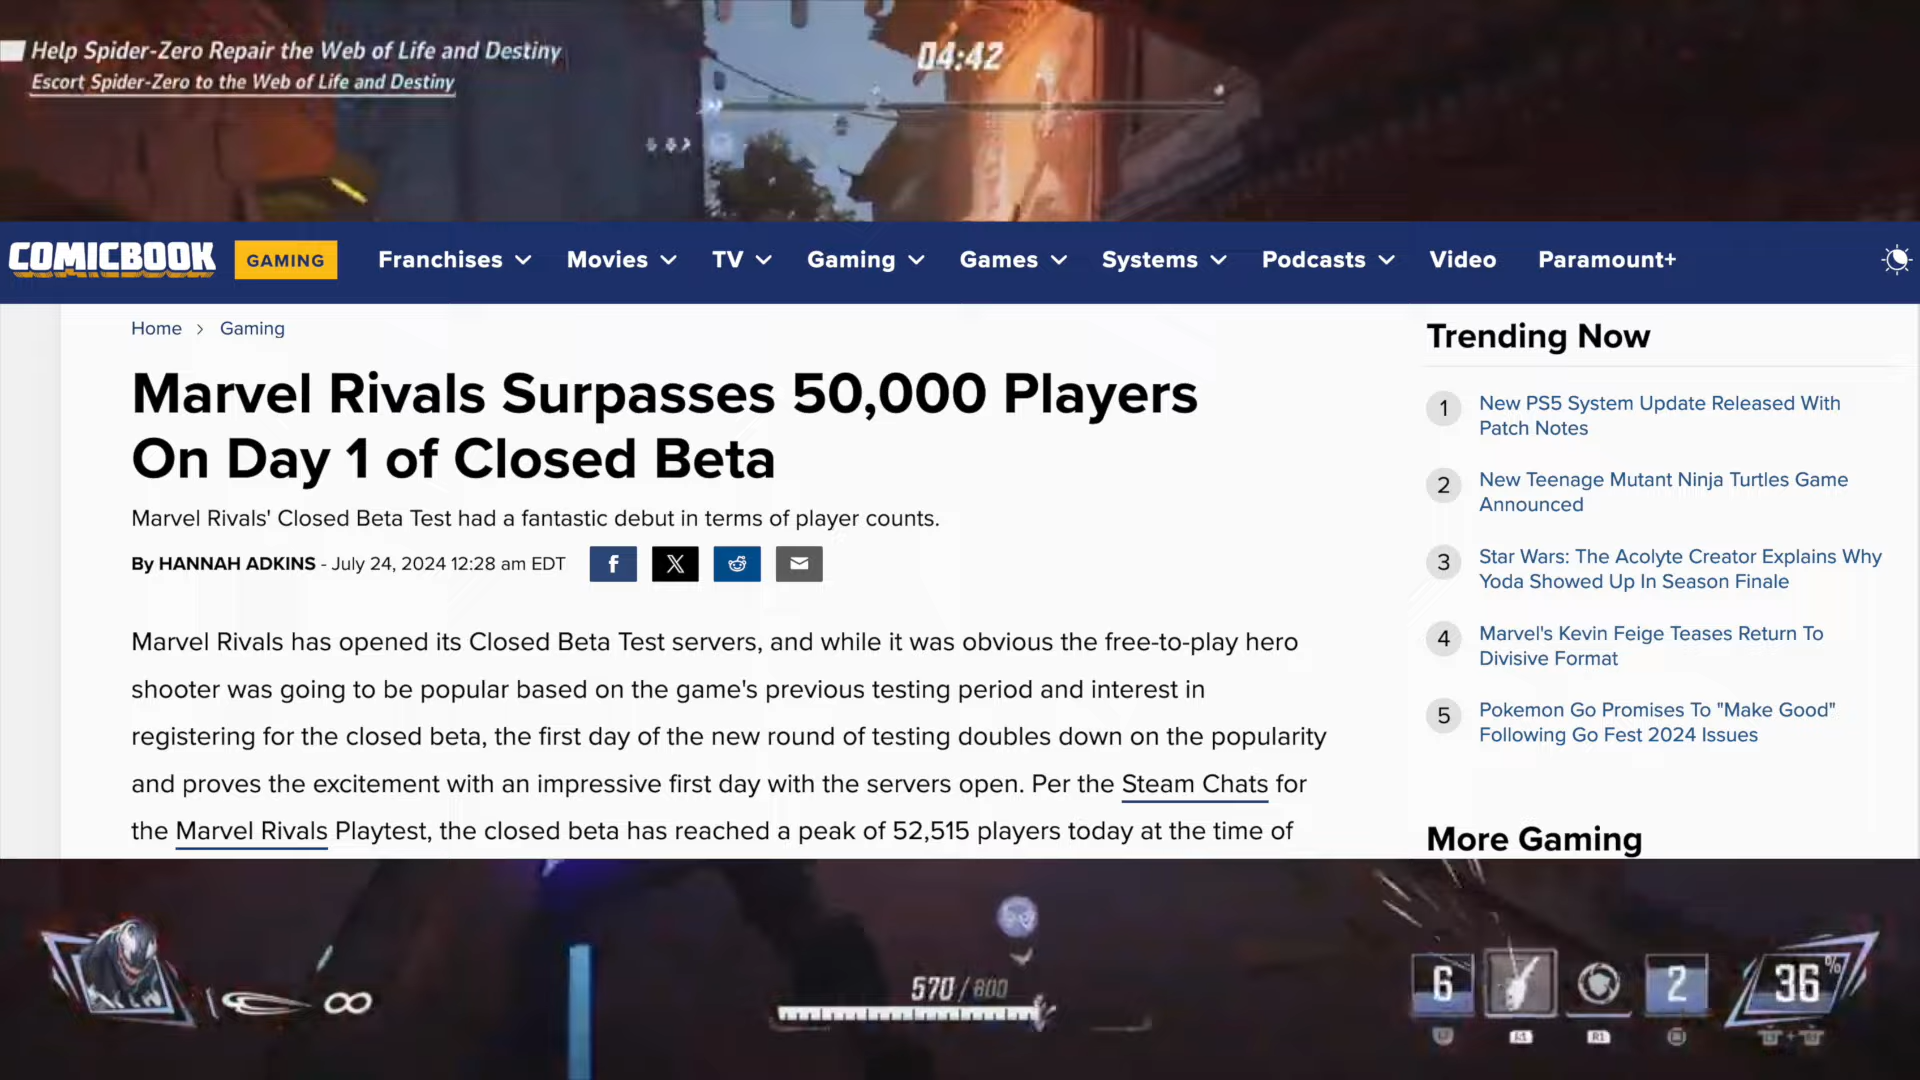 Help Spider-Zero Repair the Web of Life and Destiny
Escort Spider-Zero to the Web of Life and Destiny
04:42
COMICBOOK
GAMING
Franchises
Movies
TV
Gaming
Games
Systems
Podcasts
Video
Paramount+
Home > Gaming
Marvel Rivals Surpasses 50,000 Players
On Day 1 of Closed Beta
Marvel Rivals' Closed Beta Test had a fantastic debut in terms of player counts.
By HANNAH ADKINS - July 24, 2024 12:28 am EDT
Marvel Rivals has opened its Closed Beta Test servers, and while it was obvious the free-to-play hero
shooter was going to be popular based on the game's previous testing period and interest in
registering for the closed beta, the first day of the new round of testing doubles down on the popularity
and proves the excitement with an impressive first day with the servers open. Per the Steam Chats for
the Marvel Rivals Playtest, the closed beta has reached a peak of 52,515 players today at the time of
Trending Now
1
New PS5 System Update Released With
Patch Notes
2
New Teenage Mutant Ninja Turtles Game
Announced
3
Star Wars: The Acolyte Creator Explains Why
Yoda Showed Up In Season Finale
4
Marvel's Kevin Feige Teases Return To
Divisive Format
5
Pokemon Go Promises To "Make Good"
Following Go Fest 2024 Issues
More Gaming
∞
570 / 800
6
2
36%
R1